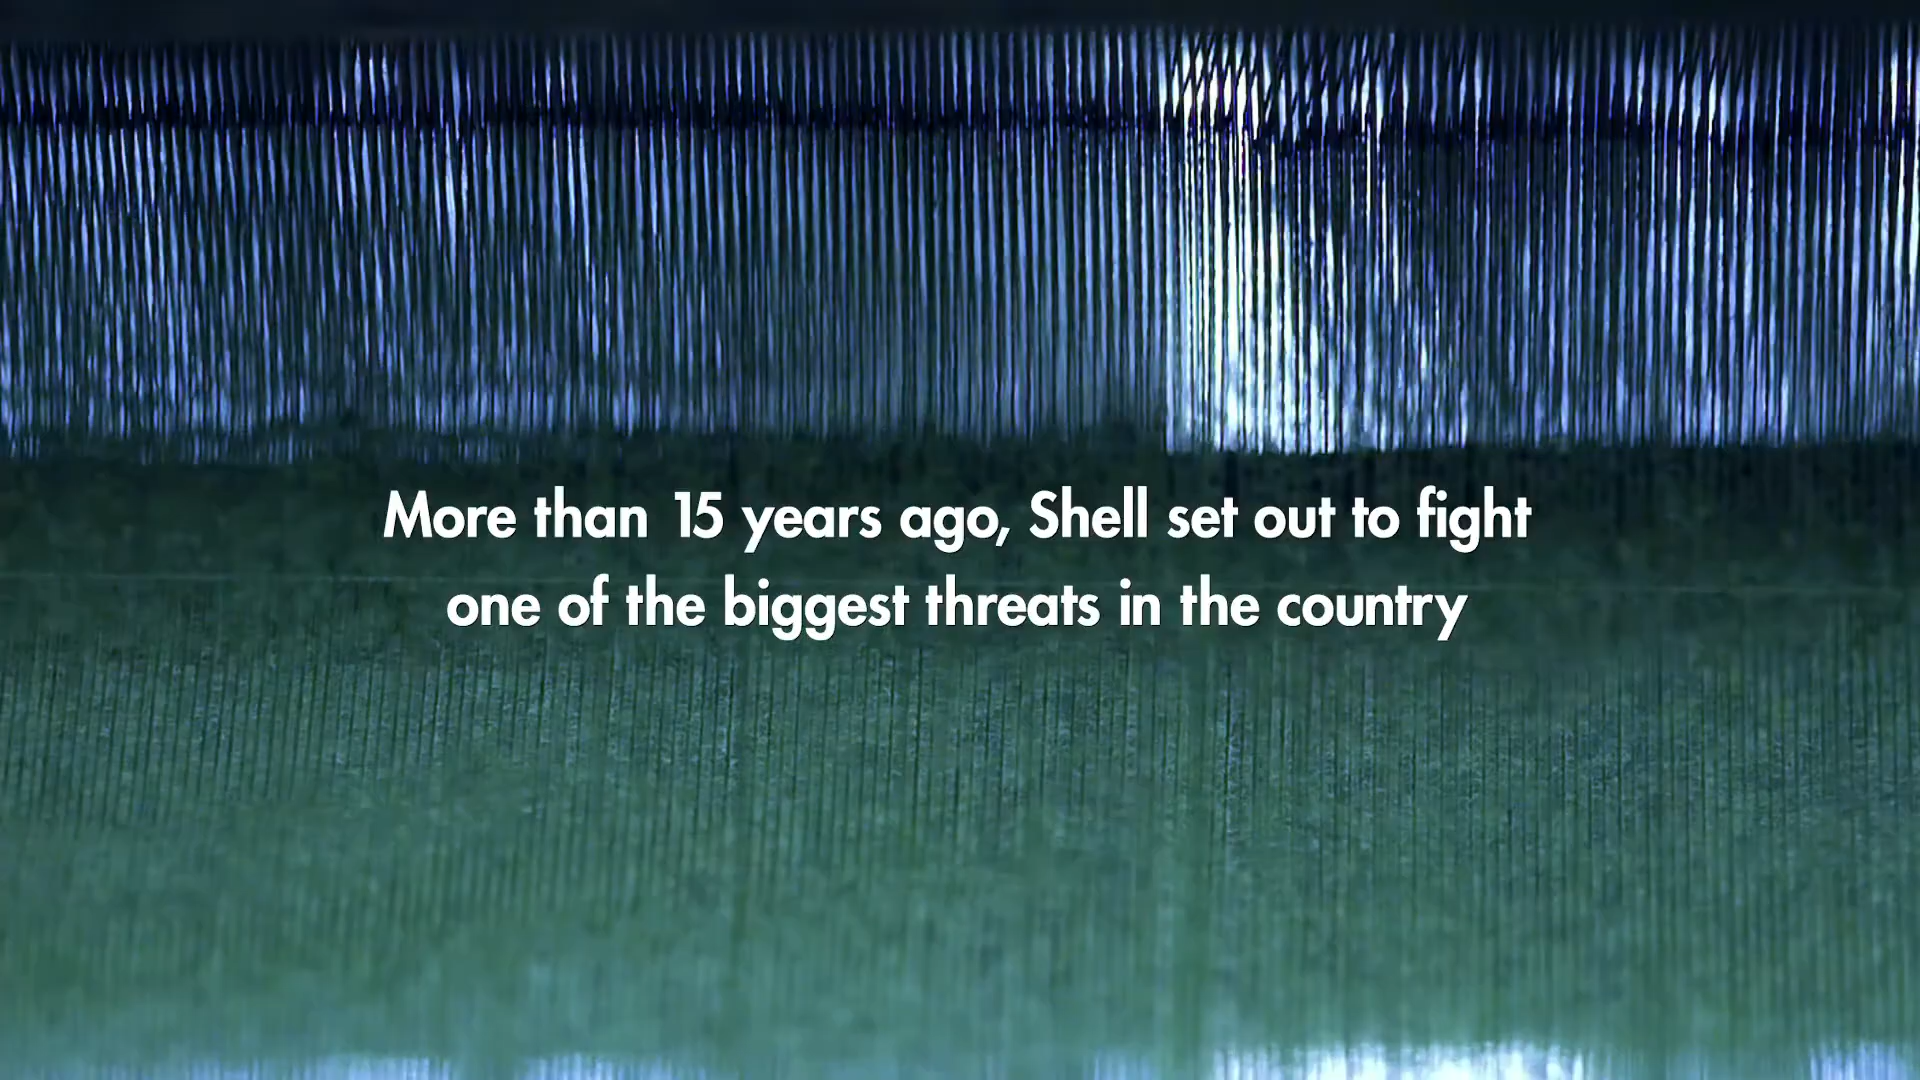 More than 15 years ago, Shell set out to fight
one of the biggest threats in the country